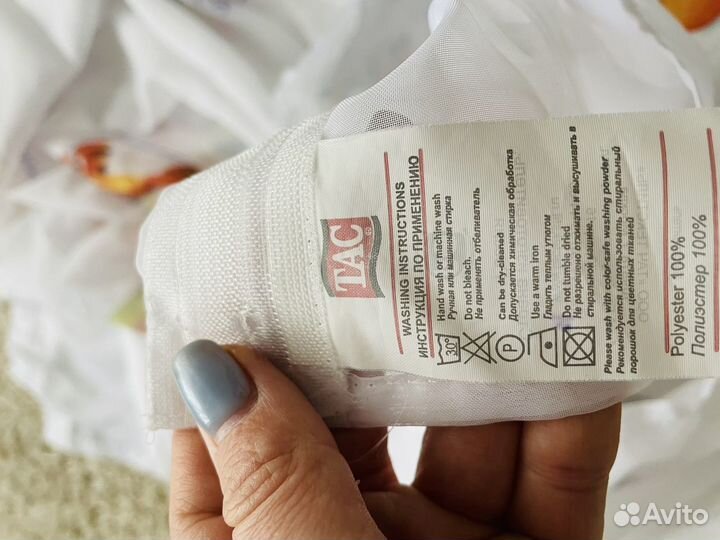 TAC
®
WASHING INSTRUCTIONS
ИНСТРУКЦИЯ ПО ПРИМЕНЕНИЮ
30°
Hand wash or machine wash
Ручная или машинная стирка
Do not bleach.
Не применять отбеливатель
P
Can be dry-cleaned
Допускается химическая обработка
Use a warm iron
Гладить теплым утюгом
Do not tumble dried
Не разрешено отжимать и высушивать в
стиральной машине.
Please wash with color-safe washing powder
Рекомендуется использовать стиральный
порошок для цветных тканей
Polyester 100%
Полиэстер 100%
Avito